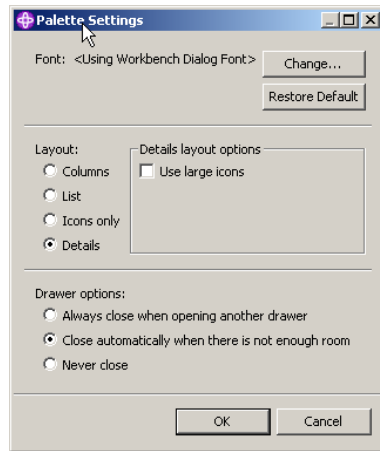 Palette Settings
Font: <Using Workbench Dialog Font> Change...
Restore Default
Layout:
Details layout options
Columns
Use large icons
List
Icons only
Details
Drawer options:
Always close when opening another drawer
Close automatically when there is not enough room
Never close
OK Cancel